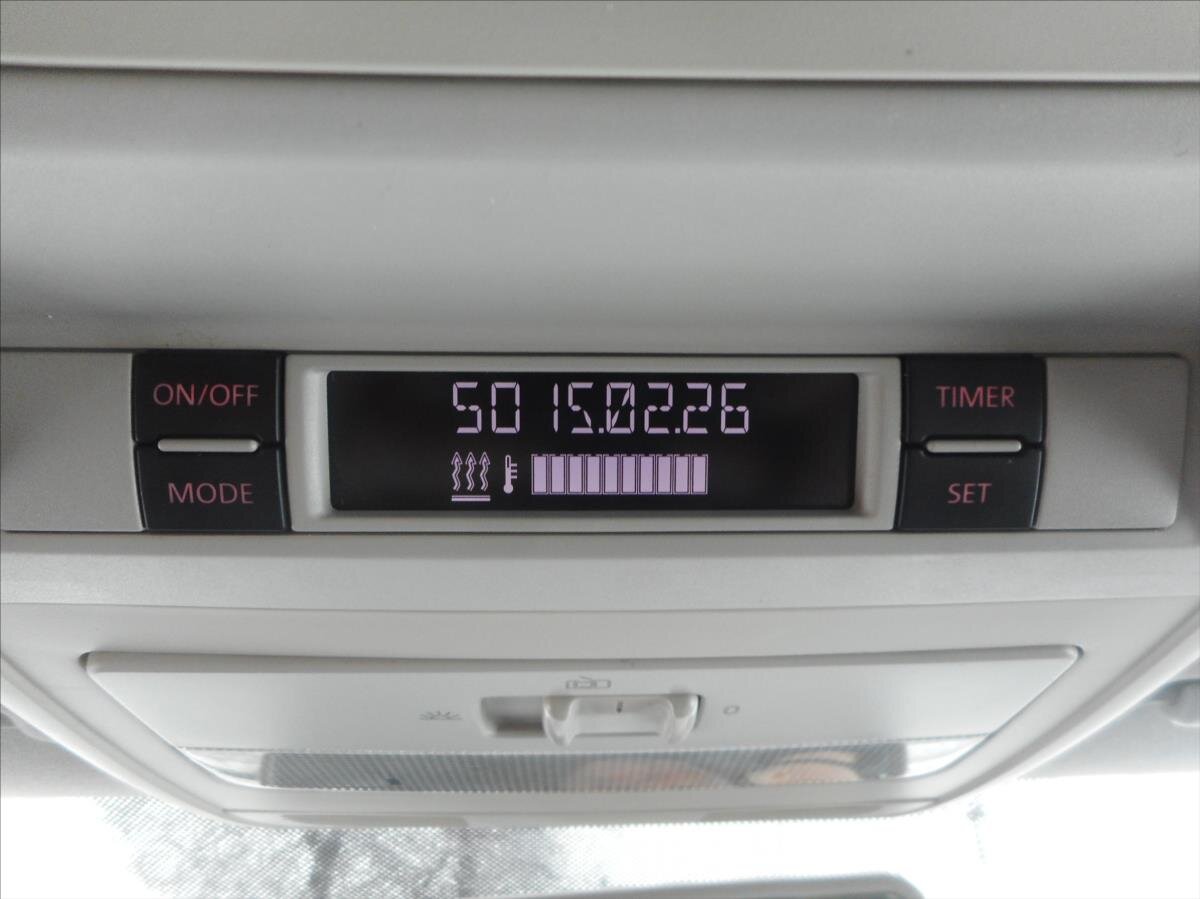 ON/OFF
SO 15.02.26
TIMER
MODE
SET